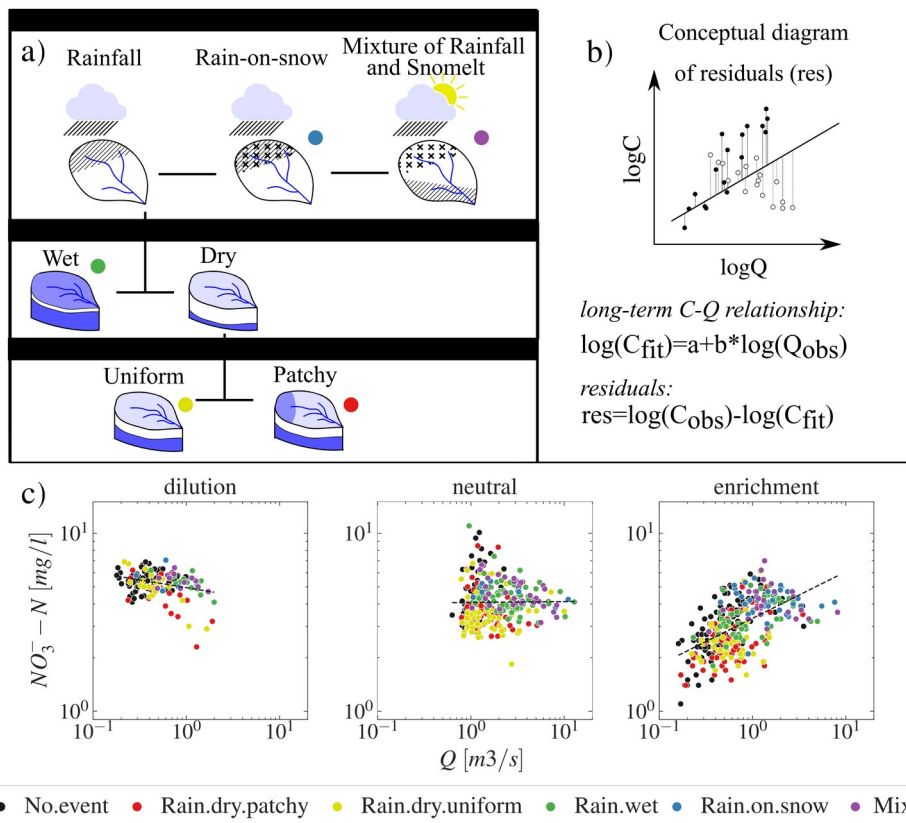 a)
Rainfall
Rain-on-snow
Mixture of Rainfall
and Snomelt
Wet
Dry
Uniform
Patchy
b)
Conceptual diagram
of residuals (res)
logC
logQ
long-term C-Q relationship:
log(Cfit)=a+b*log(Qobs)
residuals:
res=log(Cobs)-log(Cfit)
c)
dilution
neutral
enrichment
NO₃⁻ − N [mg/l]
10¹
10⁰
10⁻¹ 10⁰ 10¹
10¹
10⁰
10⁻¹ 10⁰ 10¹
10¹
10⁰
10⁻¹ 10⁰ 10¹
Q [m3/s]
No.event Rain.dry.patchy Rain.dry.uniform Rain.wet Rain.on.snow Mix